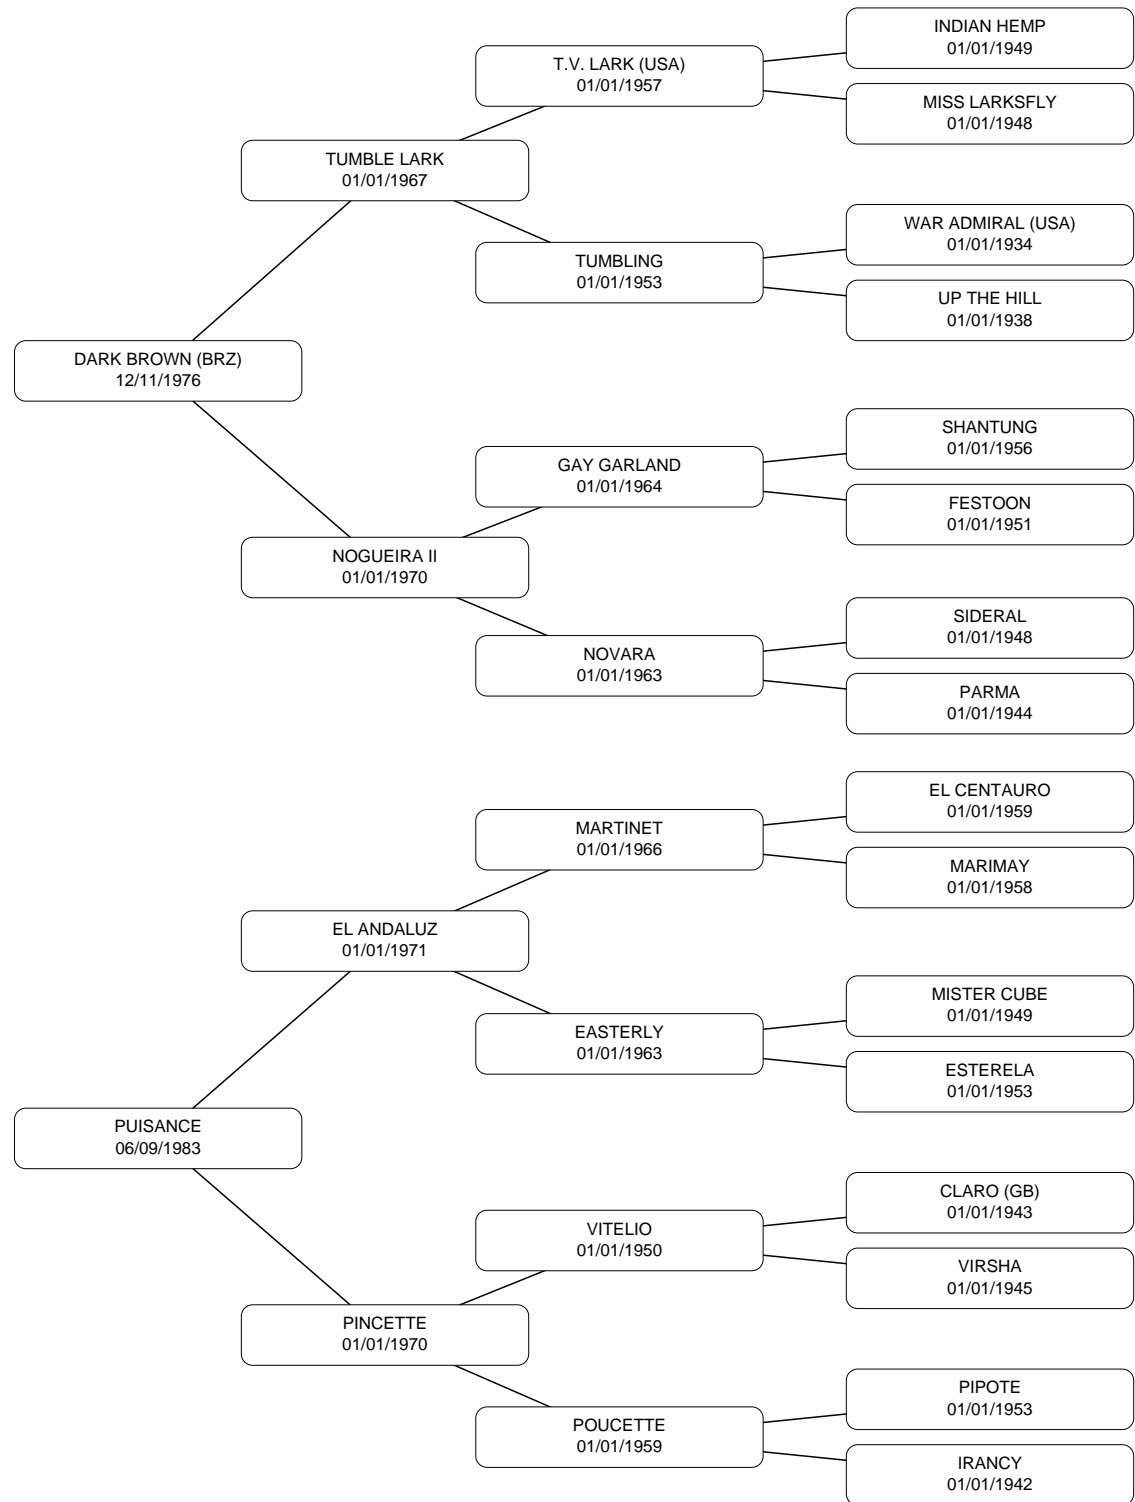 INDIAN HEMP
01/01/1949
T.V. LARK (USA)
01/01/1957
MISS LARKSFLY
01/01/1948
TUMBLE LARK
01/01/1967
WAR ADMIRAL (USA)
01/01/1934
TUMBLING
01/01/1953
UP THE HILL
01/01/1938
DARK BROWN (BRZ)
12/11/1976
SHANTUNG
01/01/1956
GAY GARLAND
01/01/1964
FESTOON
01/01/1951
NOGUEIRA II
01/01/1970
SIDERAL
01/01/1948
NOVARA
01/01/1963
PARMA
01/01/1944
EL CENTAURO
01/01/1959
MARTINET
01/01/1966
MARIMAY
01/01/1958
EL ANDALUZ
01/01/1971
MISTER CUBE
01/01/1949
EASTERLY
01/01/1963
ESTERELA
01/01/1953
PUISANCE
06/09/1983
CLARO (GB)
01/01/1943
VITELIO
01/01/1950
VIRSHA
01/01/1945
PINCETTE
01/01/1970
PIPOTE
01/01/1953
POUCETTE
01/01/1959
IRANCY
01/01/1942